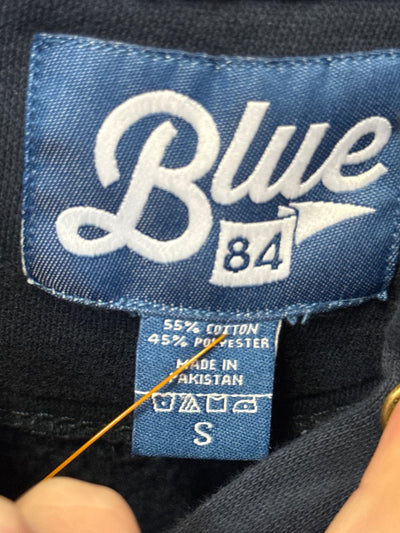 Blue
84
55% COTTON
45% POLYESTER
MADE IN
PAKISTAN
S